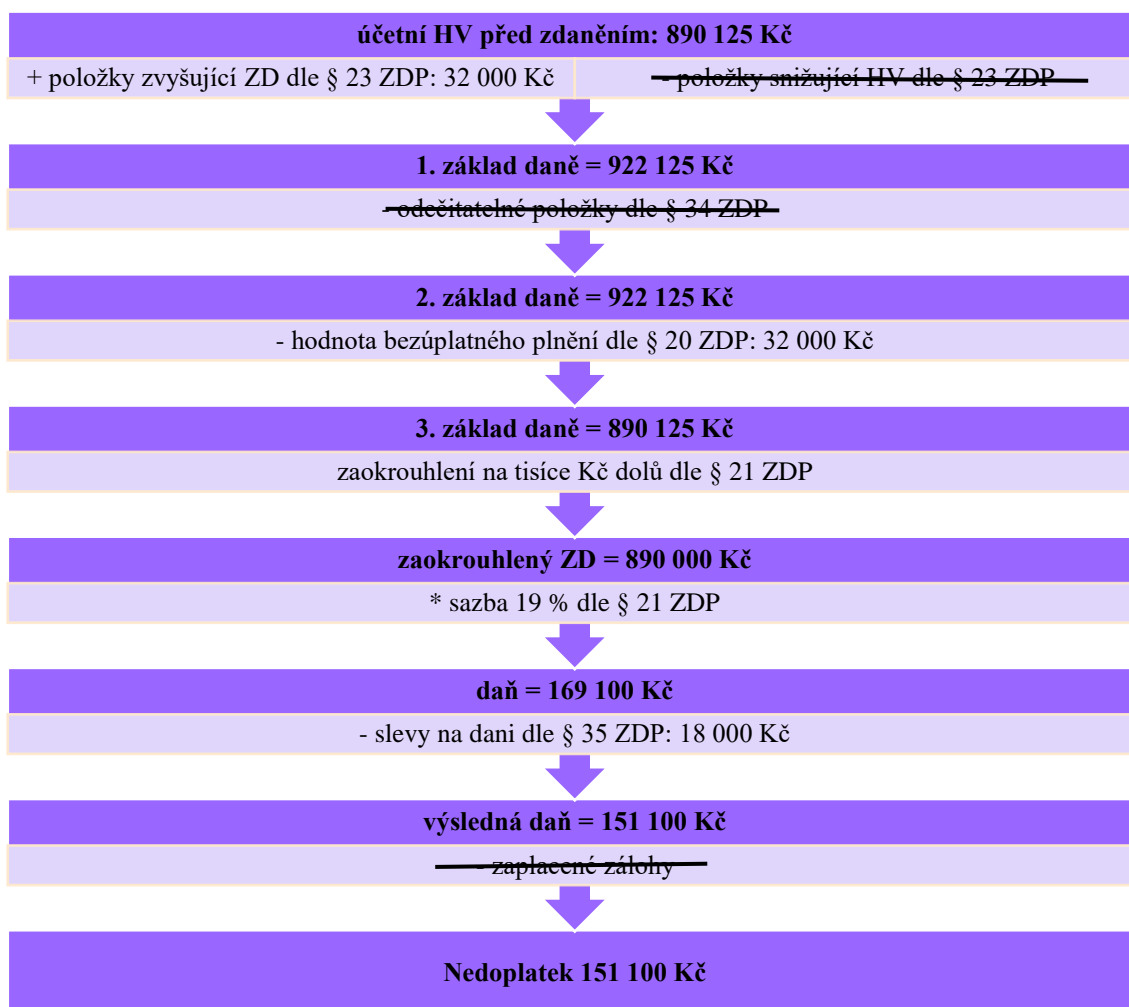 účetní HV před zdaněním: 890 125 Kč
+ položky zvyšující ZD dle § 23 ZDP: 32 000 Kč
- položky snižující HV dle § 23 ZDP
1. základ daně = 922 125 Kč
- odečitatelné položky dle § 34 ZDP
2. základ daně = 922 125 Kč
- hodnota bezúplatného plnění dle § 20 ZDP: 32 000 Kč
3. základ daně = 890 125 Kč
zaokrouhlení na tisíce Kč dolů dle § 21 ZDP
zaokrouhlený ZD = 890 000 Kč
* sazba 19 % dle § 21 ZDP
daň = 169 100 Kč
- slevy na dani dle § 35 ZDP: 18 000 Kč
výsledná daň = 151 100 Kč
- zaplacené zálohy
Nedoplatek 151 100 Kč